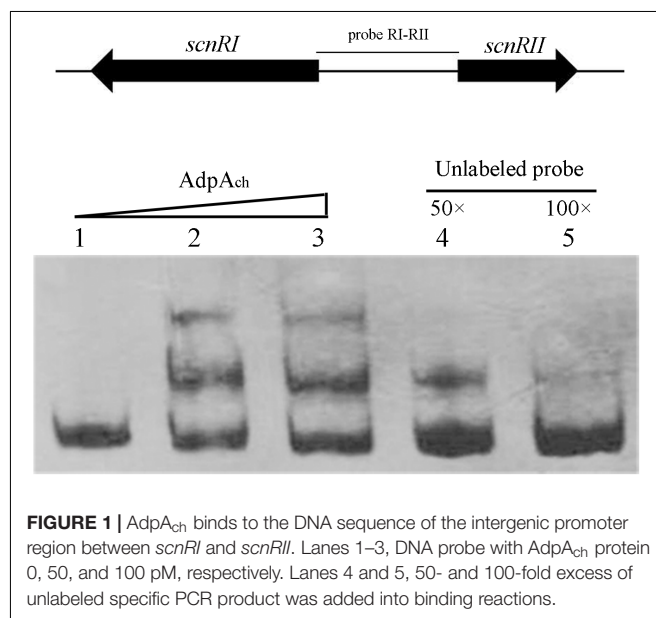 scnRI probe RI-RII scnRII
AdpAch
Unlabeled probe
50× 100×
1 2 3 4 5
FIGURE 1 | AdpAch binds to the DNA sequence of the intergenic promoter
region between scnRI and scnRII. Lanes 1–3, DNA probe with AdpAch protein
0, 50, and 100 pM, respectively. Lanes 4 and 5, 50- and 100-fold excess of
unlabeled specific PCR product was added into binding reactions.